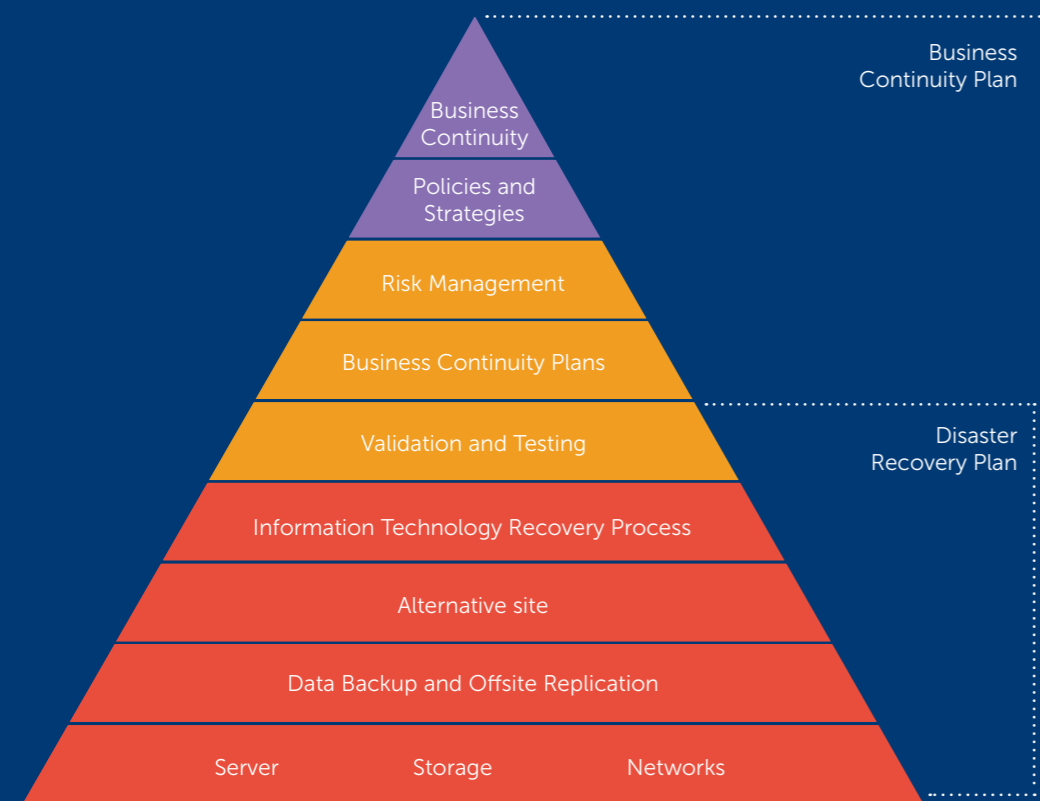 Business
Continuity Plan
Business
Continuity
Policies and
Strategies
Risk Management
Business Continuity Plans
Validation and Testing
Disaster
Recovery Plan
Information Technology Recovery Process
Alternative site
Data Backup and Offsite Replication
Server Storage Networks